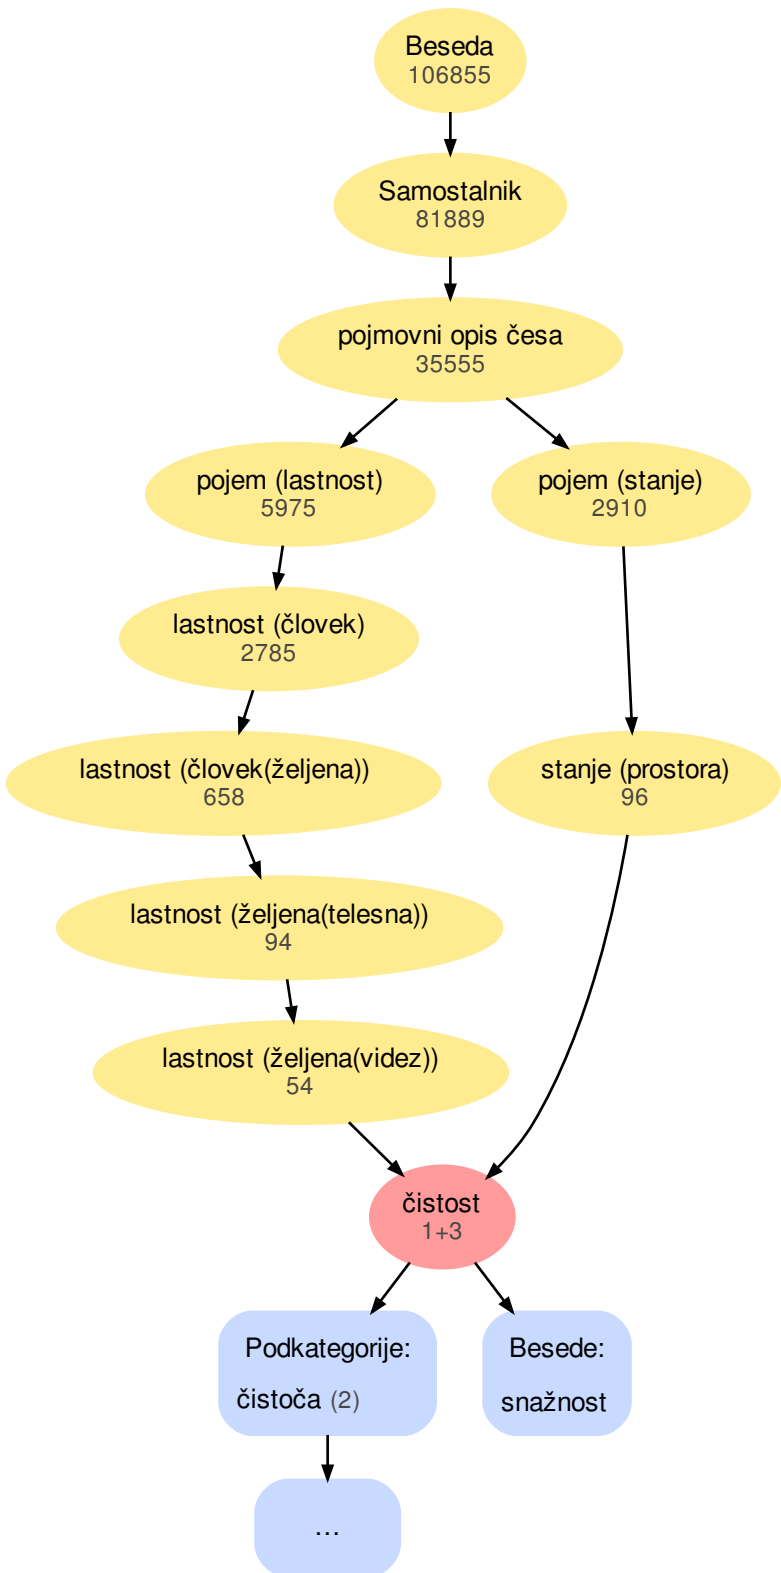 Beseda
106855
Samostalnik
81889
pojmovni opis česa
35555
pojem (lastnost)
5975
pojem (stanje)
2910
lastnost (človek)
2785
lastnost (človek(željena))
658
stanje (prostora)
96
lastnost (željena(telesna))
94
lastnost (željena(videz))
54
čistost
1+3
Podkategorije:
čistoča (2)
Besede:
snažnost
...